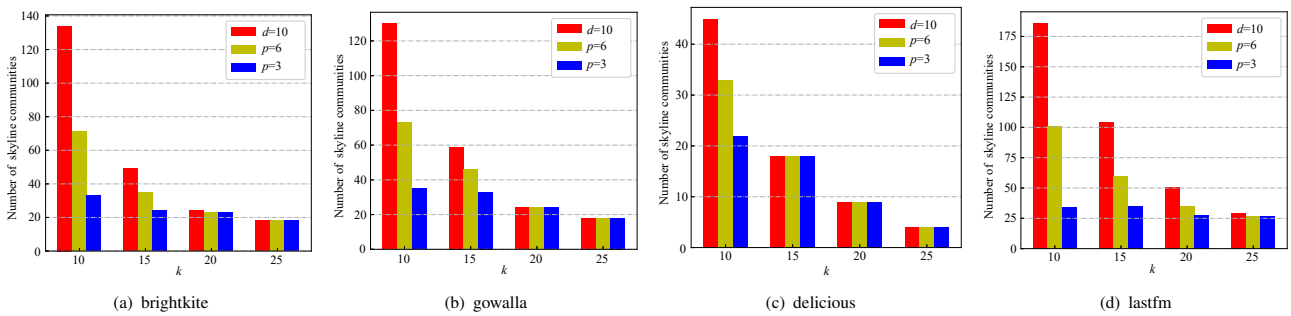 Number of skyline communities
140
120
100
80
60
40
20
0
10
15
20
25
k
d=10
p=6
p=3
(a) brightkite
Number of skyline communities
120
100
80
60
40
20
0
10
15
20
25
k
d=10
p=6
p=3
(b) gowalla
Number of skyline communities
40
30
20
10
0
10
15
20
25
k
d=10
p=6
p=3
(c) delicious
Number of skyline communities
175
150
125
100
75
50
25
0
10
15
20
25
k
d=10
p=6
p=3
(d) lastfm